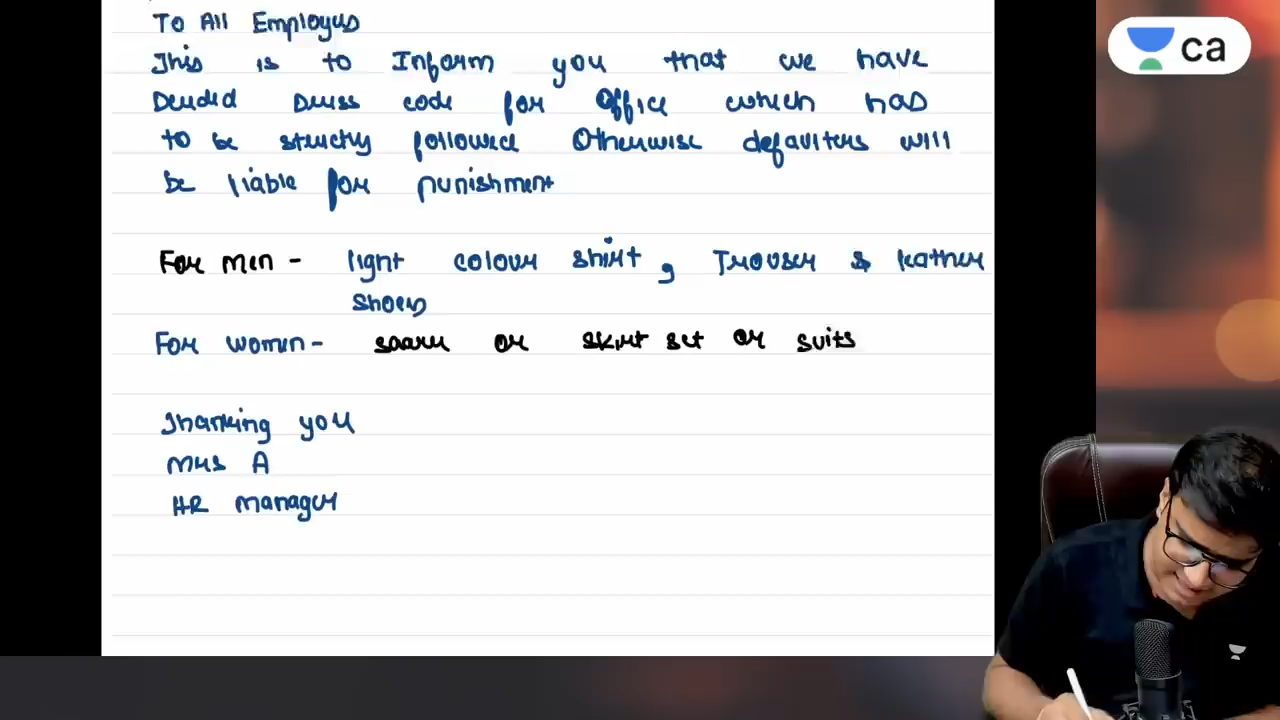 To All Employees
This is to Inform you that we have
Decided Dress code for Office which has
to be strictly followed Otherwise defaulters will
be liable for punishment
For men - light colour shirt, Trouser & leather
shoes
For women - saaree or skirt set or suits
Thanking you
Mrs A
HR manager
ca